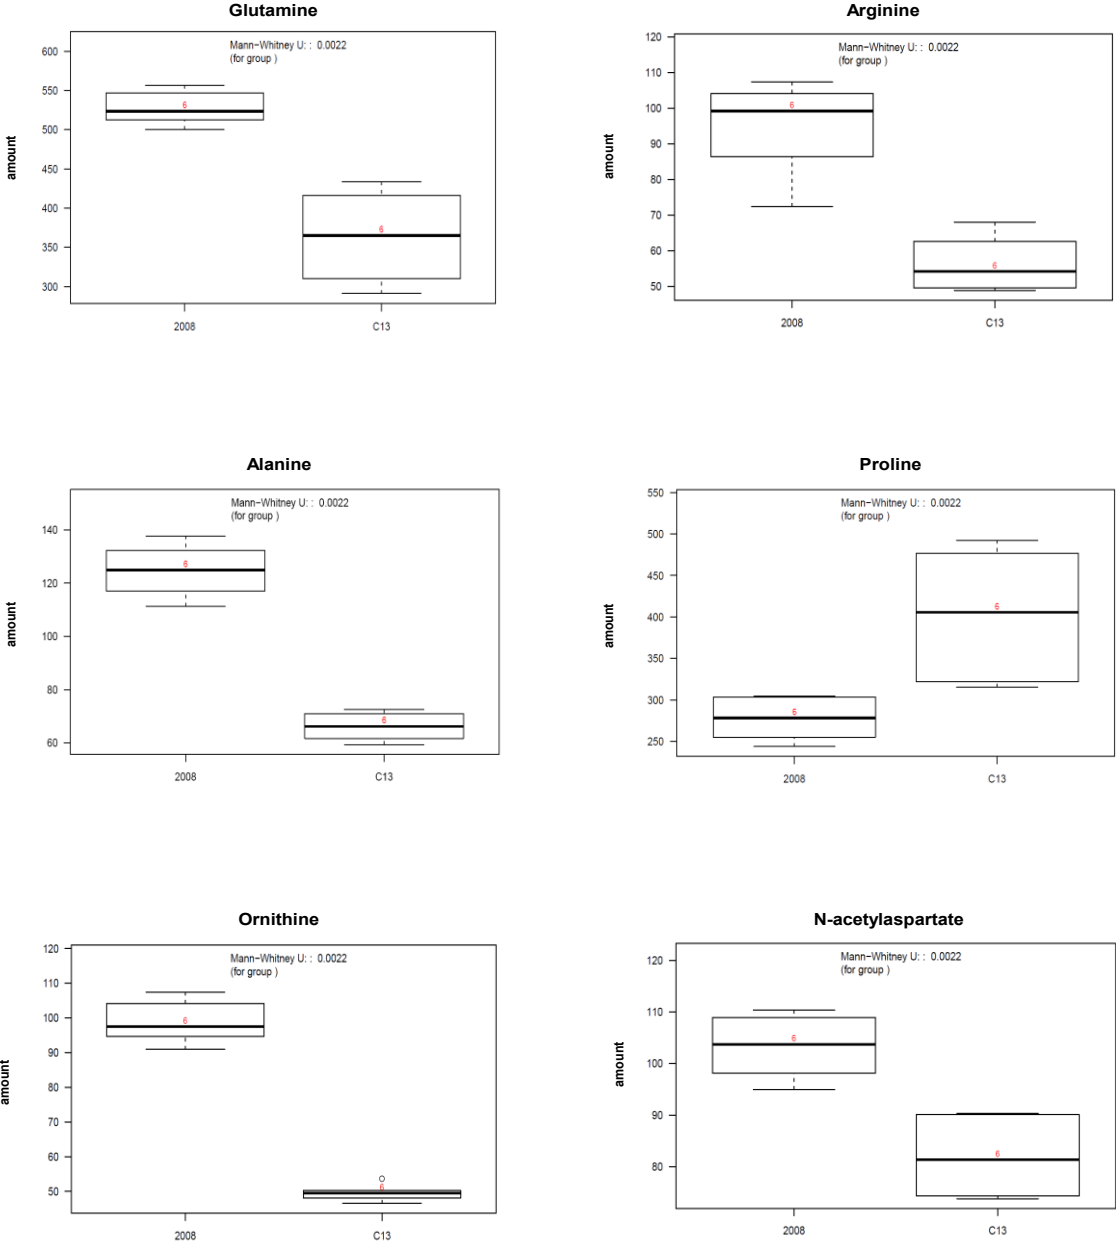 Glutamine
Mann−Whitney U: : 0.0022
(for group )
600
550
500
450
400
350
300
amount
6
6
2008
C13
Arginine
Mann−Whitney U: : 0.0022
(for group )
120
110
100
90
80
70
60
50
amount
6
6
2008
C13
Alanine
Mann−Whitney U: : 0.0022
(for group )
140
120
100
80
60
amount
6
6
2008
C13
Proline
Mann−Whitney U: : 0.0022
(for group )
550
500
450
400
350
300
250
amount
6
6
2008
C13
Ornithine
Mann−Whitney U: : 0.0022
(for group )
120
110
100
90
80
70
60
50
amount
6
6
2008
C13
N-acetylaspartate
Mann−Whitney U: : 0.0022
(for group )
120
110
100
90
80
amount
6
6
2008
C13